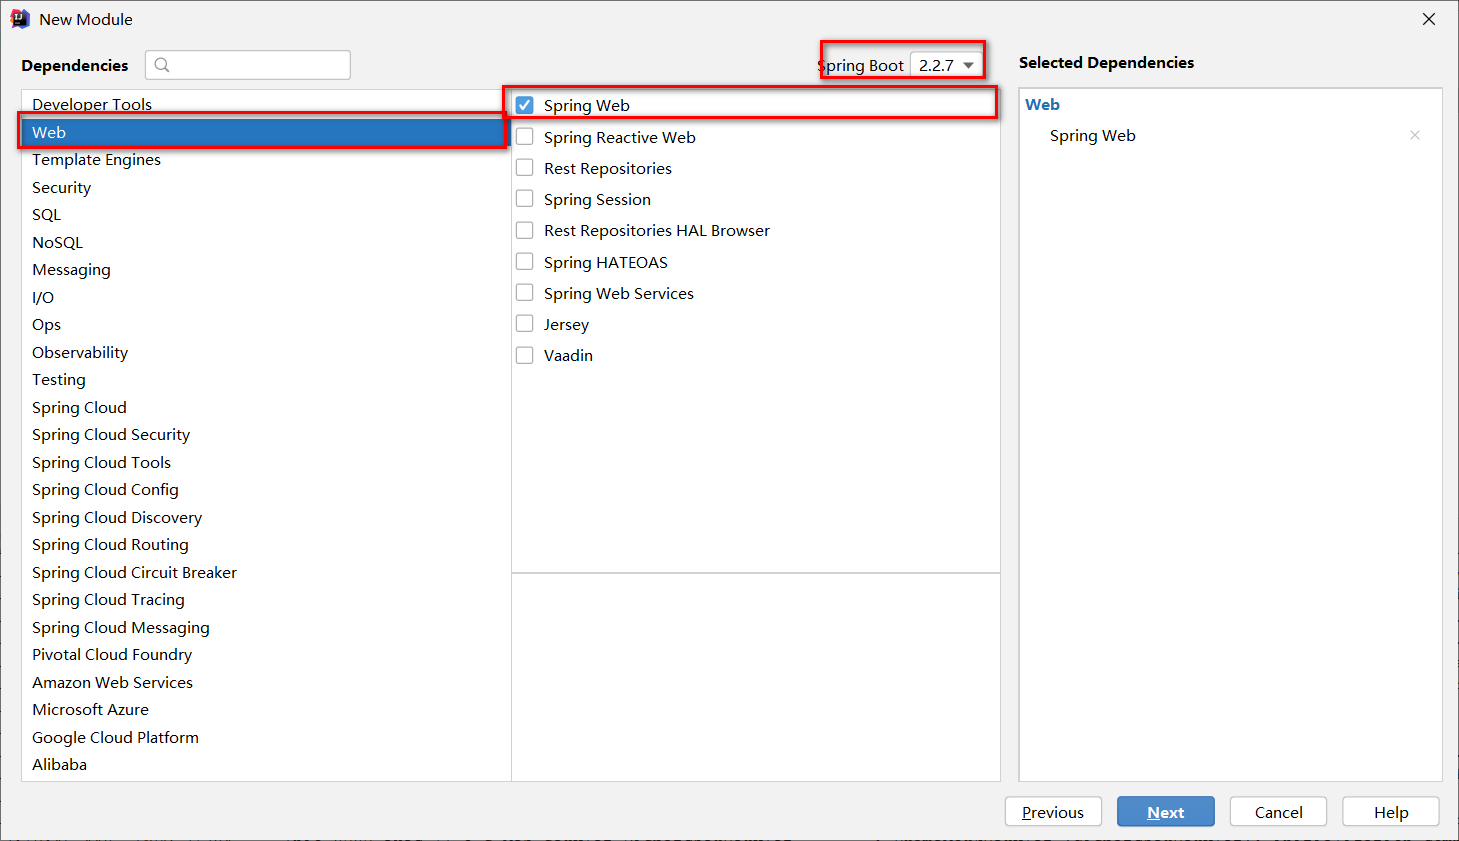 New Module
Dependencies
Spring Boot 2.2.7
Selected Dependencies
Developer Tools
Web
Template Engines
Security
SQL
NoSQL
Messaging
I/O
Ops
Observability
Testing
Spring Cloud
Spring Cloud Security
Spring Cloud Tools
Spring Cloud Config
Spring Cloud Discovery
Spring Cloud Routing
Spring Cloud Circuit Breaker
Spring Cloud Tracing
Spring Cloud Messaging
Pivotal Cloud Foundry
Amazon Web Services
Microsoft Azure
Google Cloud Platform
Alibaba
Spring Web
Spring Reactive Web
Rest Repositories
Spring Session
Rest Repositories HAL Browser
Spring HATEOAS
Spring Web Services
Jersey
Vaadin
Web
Spring Web
Previous
Next
Cancel
Help